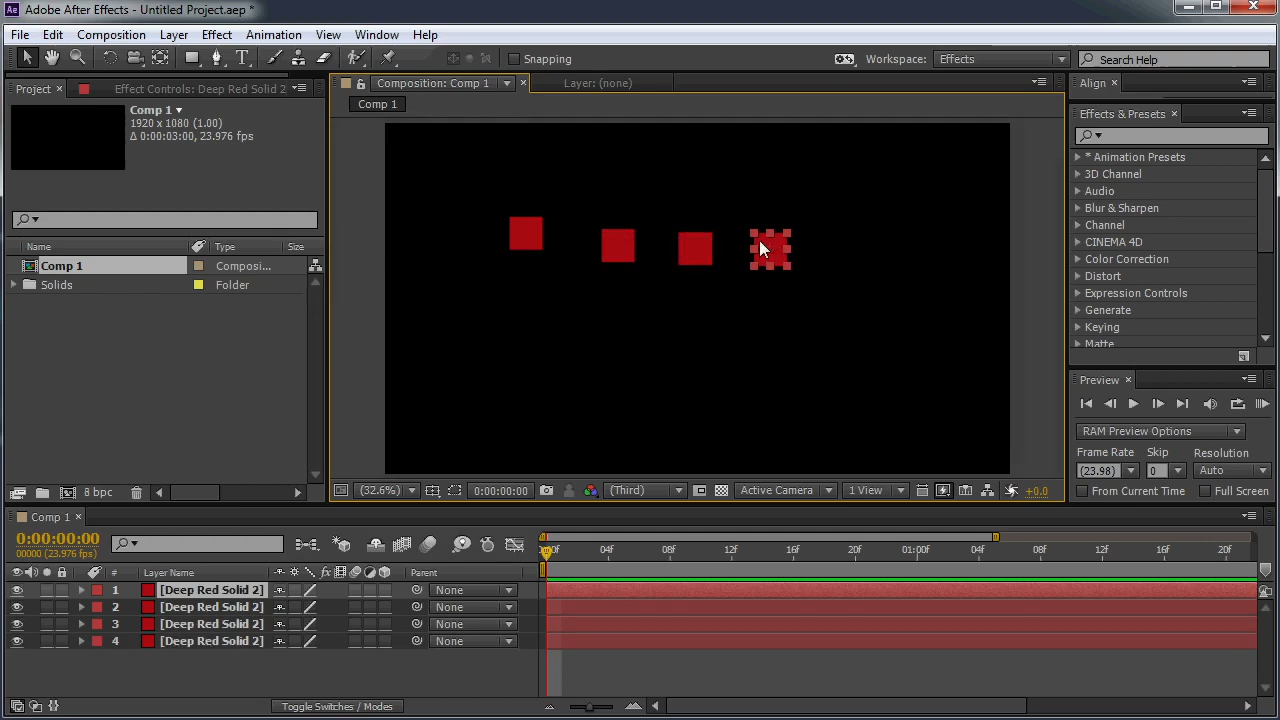 Adobe After Effects - Untitled Project.aep *
File Edit Composition Layer Effect Animation View Window Help
Snapping
Workspace: Effects
Search Help
Project
Effect Controls: Deep Red Solid 2
Composition: Comp 1
Layer: (none)
Align
Comp 1
Comp 1
1920 x 1080 (1.00)
Δ 0:00:03:00, 23.976 fps
Name Type Size
Comp 1 Composi...
Solids Folder
8 bpc
(32.6%) 0:00:00:00 (Third) Active Camera 1 View +0.0
Effects & Presets
* Animation Presets
3D Channel
Audio
Blur & Sharpen
Channel
CINEMA 4D
Color Correction
Distort
Expression Controls
Generate
Keying
Matte
Preview
RAM Preview Options
Frame Rate Skip Resolution
(23.98) 0 Auto
From Current Time Full Screen
Comp 1
0:00:00:00
00000 (23.976 fps)
:00F 04F 08F 12F 16F 20F 01:00F 04F 08F 12F 16F 20F
# Layer Name Parent
1 [Deep Red Solid 2] None
2 [Deep Red Solid 2] None
3 [Deep Red Solid 2] None
4 [Deep Red Solid 2] None
Toggle Switches / Modes